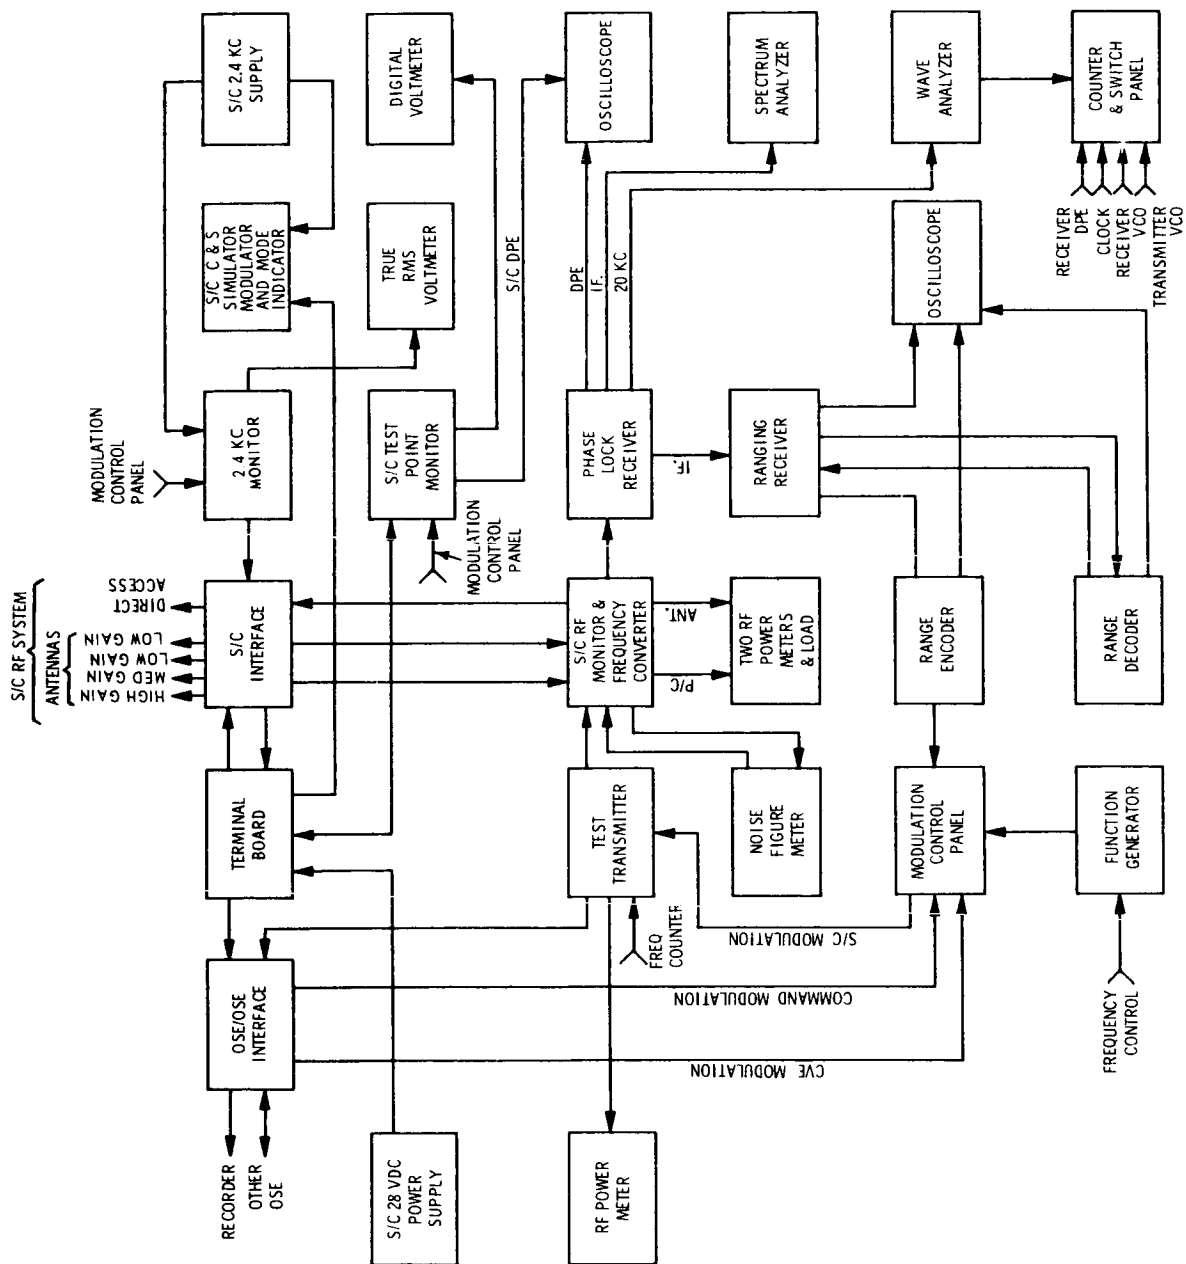 S/C RF SYSTEM
ANTENNAS
HIGH GAIN
MED GAIN
LOW GAIN
LOW GAIN
DIRECT
ACCESS
MODULATION
CONTROL
PANEL
RECORDER
OTHER
OSE
OSE/OSE
INTERFACE
TERMINAL
BOARD
S/C
INTERFACE
2.4 KC
MONITOR
S/C C & S
SIMULATOR
MODULATOR
AND MODE
INDICATOR
S/C 2.4 KC
SUPPLY
S/C 28 VDC
POWER
SUPPLY
S/C TEST
POINT
MONITOR
MODULATION
CONTROL
PANEL
TRUE
RMS
VOLTMETER
DIGITAL
VOLTMETER
S/C DPE
RF POWER
METER
TEST
TRANSMITTER
FREQ
COUNTER
S/C RF
MONITOR &
FREQUENCY
CONVERTER
PHASE
LOCK
RECEIVER
DPE
IF.
20 KC
OSCILLOSCOPE
P/C
ANT.
IF.
NOISE
FIGURE
METER
TWO RF
POWER
METERS
& LOAD
RANGING
RECEIVER
SPECTRUM
ANALYZER
CVE MODULATION
COMMAND MODULATION
S/C MODULATION
MODULATION
CONTROL
PANEL
RANGE
ENCODER
OSCILLOSCOPE
WAVE
ANALYZER
FREQUENCY
CONTROL
FUNCTION
GENERATOR
RANGE
DECODER
RECEIVER
DPE
CLOCK
RECEIVER
VCO
TRANSMITTER
VCO
COUNTER
& SWITCH
PANEL